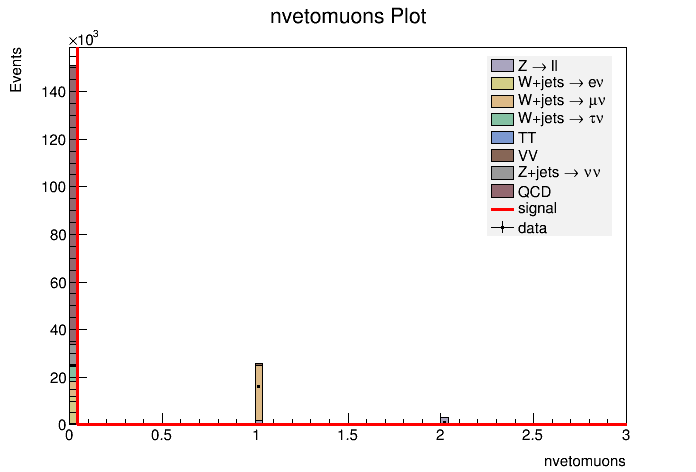 nvetomuons Plot
×10³
Events
Z → ll
W+jets → eν
W+jets → μν
W+jets → τν
TT
VV
Z+jets → νν
QCD
signal
data
140
120
100
80
60
40
20
0
0 0.5 1 1.5 2 2.5 3
nvetomuons